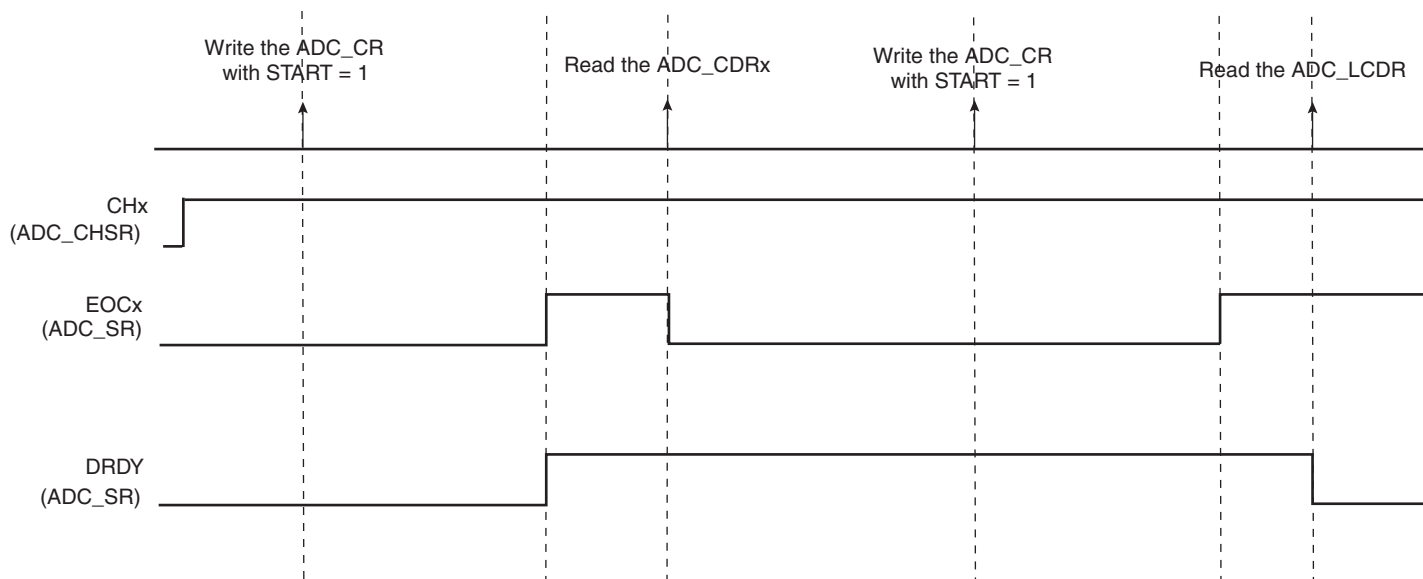 Write the ADC_CR
with START = 1
Read the ADC_CDRx
Write the ADC_CR
with START = 1
Read the ADC_LCDR
CHx
(ADC_CHSR)
EOCx
(ADC_SR)
DRDY
(ADC_SR)